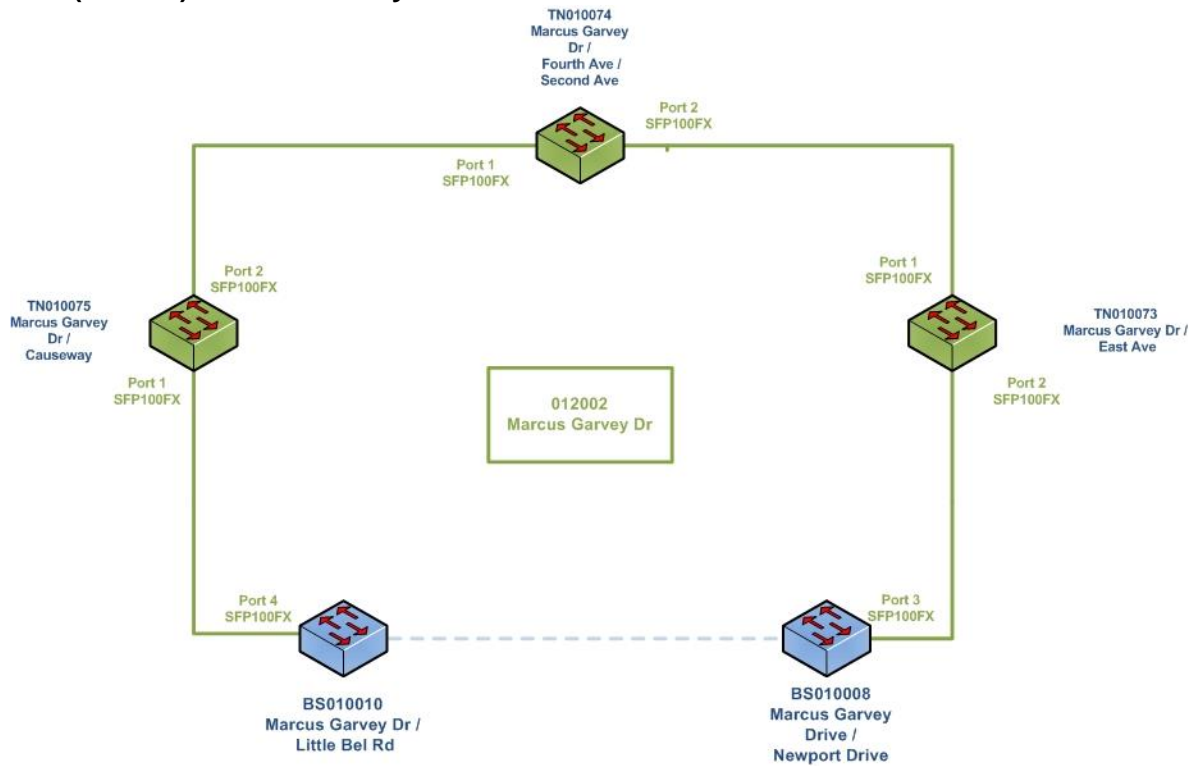 TN010074
Marcus Garvey
Dr /
Fourth Ave /
Second Ave
Port 2
SFP100FX
Port 1
SFP100FX
Port 2
SFP100FX
Port 1
SFP100FX
TN010075
Marcus Garvey
Dr /
Causeway
TN010073
Marcus Garvey Dr /
East Ave
Port 1
SFP100FX
Port 2
SFP100FX
012002
Marcus Garvey Dr
Port 4
SFP100FX
Port 3
SFP100FX
BS010010
Marcus Garvey Dr /
Little Bel Rd
BS010008
Marcus Garvey
Drive /
Newport Drive